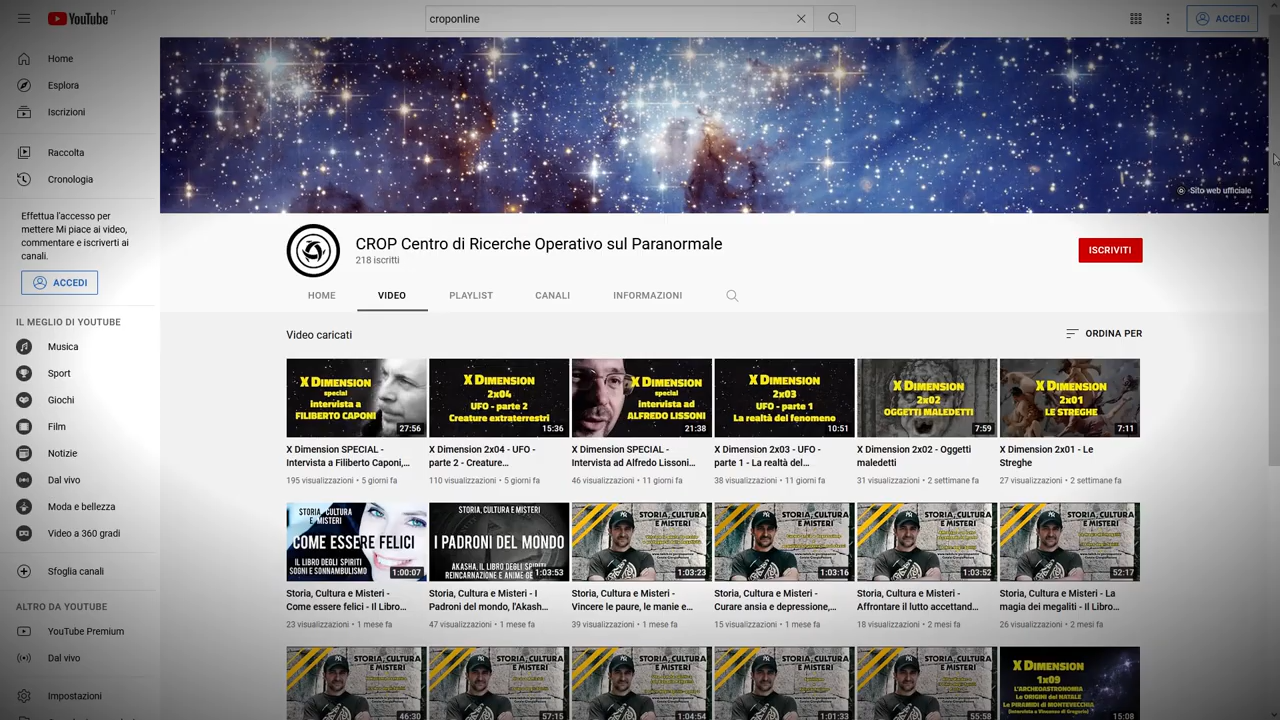 YouTube IT
croponline
ACCEDI
Home
Esplora
Iscrizioni
Raccolta
Cronologia
Effettua l'accesso per
mettere Mi piace ai video,
commentare e iscriverti ai
canali.
ACCEDI
IL MEGLIO DI YOUTUBE
Musica
Sport
Giochi
Film
Notizie
Dal vivo
Moda e bellezza
Video a 360 gradi
Sfoglia canali
ALTRO DA YOUTUBE
YouTube Premium
Dal vivo
Impostazioni
Sito web ufficiale
CROP Centro di Ricerche Operativo sul Paranormale
218 iscritti
ISCRIVITI
HOME VIDEO PLAYLIST CANALI INFORMAZIONI
Video caricati
ORDINA PER
X DIMENSION
special
intervista a
FILIBERTO CAPONI
27:56
X Dimension SPECIAL -
Intervista a Filiberto Caponi,...
195 visualizzazioni • 5 giorni fa
X DIMENSION
2x04
UFO - parte 2
Creature extraterrestri
15:36
X Dimension 2x04 - UFO -
parte 2 - Creature...
110 visualizzazioni • 5 giorni fa
X DIMENSION
special
intervista ad
ALFREDO LISSONI
21:38
X Dimension SPECIAL -
Intervista ad Alfredo Lissoni...
46 visualizzazioni • 11 giorni fa
X DIMENSION
2x03
UFO - parte 1
La realtà del fenomeno
10:51
X Dimension 2x03 - UFO -
parte 1 - La realtà del...
38 visualizzazioni • 11 giorni fa
X DIMENSION
2x02
OGGETTI MALEDETTI
7:59
X Dimension 2x02 - Oggetti
maledetti
31 visualizzazioni • 2 settimane fa
X DIMENSION
2x01
LE STREGHE
7:11
X Dimension 2x01 - Le
Streghe
27 visualizzazioni • 2 settimane fa
STORIA, CULTURA
E MISTERI
COME ESSERE FELICI
IL LIBRO DEGLI SPIRITI
SOGNI E SONNAMBULISMO
1:00:07
Storia, Cultura e Misteri -
Come essere felici - Il Libro...
23 visualizzazioni • 1 mese fa
STORIA, CULTURA E MISTERI
I PADRONI DEL MONDO
AKASHA, IL LIBRO DEGLI SPIRITI
REINCARNAZIONE E ANIME GE
1:03:53
Storia, Cultura e Misteri - I
Padroni del mondo, l'Akash...
47 visualizzazioni • 1 mese fa
STORIA, CULTURA
E MISTERI
1:03:23
Storia, Cultura e Misteri -
Vincere le paure, le manie e...
39 visualizzazioni • 1 mese fa
STORIA, CULTURA
E MISTERI
1:03:16
Storia, Cultura e Misteri -
Curare ansia e depressione,...
15 visualizzazioni • 1 mese fa
STORIA, CULTURA
E MISTERI
1:03:52
Storia, Cultura e Misteri -
Affrontare il lutto accettand...
18 visualizzazioni • 2 mesi fa
STORIA, CULTURA
E MISTERI
52:17
Storia, Cultura e Misteri - La
magia dei megaliti - Il Libro...
26 visualizzazioni • 2 mesi fa
STORIA, CULTURA
E MISTERI
46:30
STORIA, CULTURA
E MISTERI
57:15
STORIA, CULTURA
E MISTERI
1:04:54
STORIA, CULTURA
E MISTERI
1:01:33
STORIA, CULTURA
E MISTERI
55:58
X DIMENSION
1x09
L'ARCHEOASTRONOMIA
Le ORIGINI del NATALE
Le PIRAMIDI di MONTEVECCHIA
(intervista a Vincenzo di Gregorio)
15:08